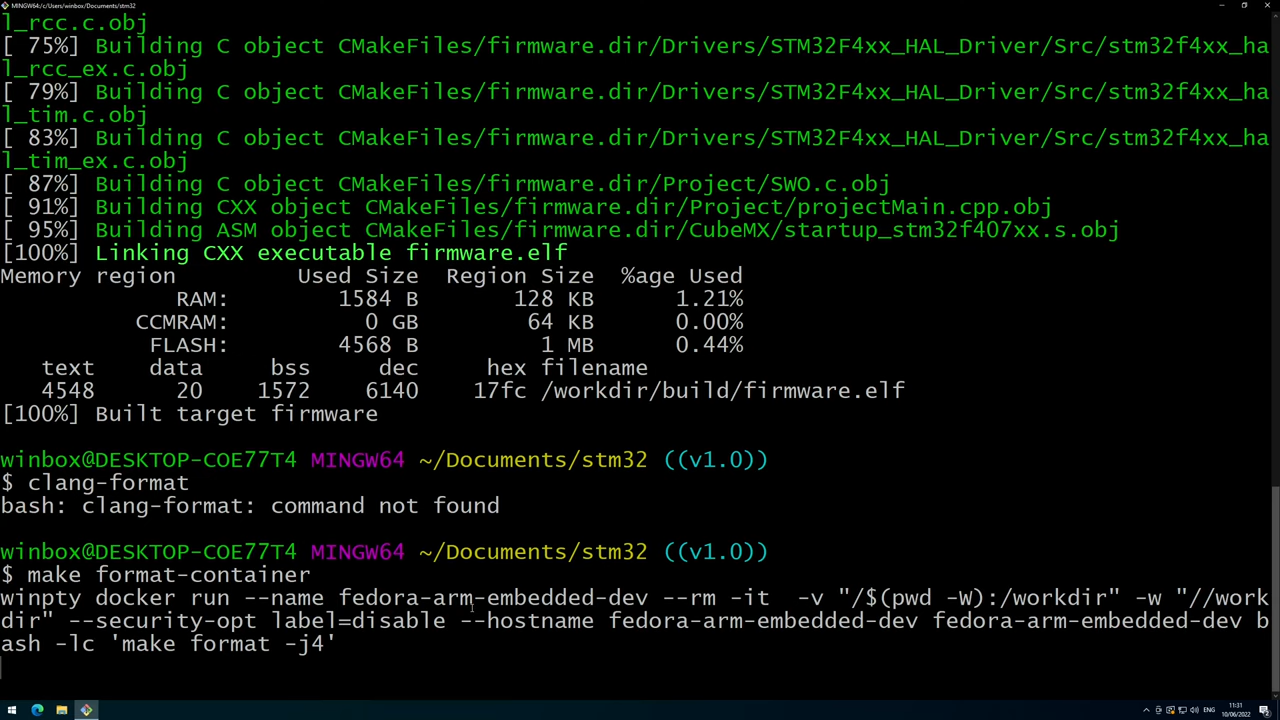 MINGW64:/c/Users/winbox/Documents/stm32
l_rcc.c.obj
[ 75%] Building C object CMakeFiles/firmware.dir/Drivers/STM32F4xx_HAL_Driver/Src/stm32f4xx_ha
l_rcc_ex.c.obj
[ 79%] Building C object CMakeFiles/firmware.dir/Drivers/STM32F4xx_HAL_Driver/Src/stm32f4xx_ha
l_tim.c.obj
[ 83%] Building C object CMakeFiles/firmware.dir/Drivers/STM32F4xx_HAL_Driver/Src/stm32f4xx_ha
l_tim_ex.c.obj
[ 87%] Building C object CMakeFiles/firmware.dir/Project/SWO.c.obj
[ 91%] Building CXX object CMakeFiles/firmware.dir/Project/projectMain.cpp.obj
[ 95%] Building ASM object CMakeFiles/firmware.dir/CubeMX/startup_stm32f407xx.s.obj
[100%] Linking CXX executable firmware.elf
Memory region         Used Size  Region Size  %age Used
             RAM:        1584 B       128 KB      1.21%
          CCMRAM:          0 GB        64 KB      0.00%
           FLASH:        4568 B         1 MB      0.44%
   text    data     bss     dec     hex filename
   4548      20    1572    6140    17fc /workdir/build/firmware.elf
[100%] Built target firmware
winbox@DESKTOP-COE77T4 MINGW64 ~/Documents/stm32 ((v1.0))
$ clang-format
bash: clang-format: command not found
winbox@DESKTOP-COE77T4 MINGW64 ~/Documents/stm32 ((v1.0))
$ make format-container
winpty docker run --name fedora-arm-embedded-dev --rm -it  -v "/$(pwd -W):/workdir" -w "//work
dir" --security-opt label=disable --hostname fedora-arm-embedded-dev fedora-arm-embedded-dev b
ash -lc 'make format -j4'
11:31
10/06/2022